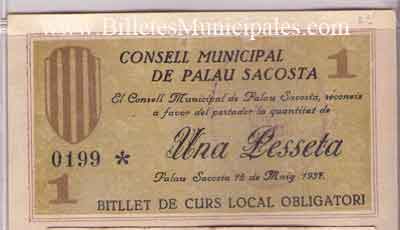 www.BilletesMunicipales.com
CONSELL MUNICIPAL
DE PALAU SACOSTA
1
El Consell Municipal de Palau Sacosta, reconeix
a favor del portador la quantitat de
Una Pesseta
0199 *
Palau Sacosta 15 de Maig 1937.
1
BITLLET DE CURS LOCAL OBLIGATORI